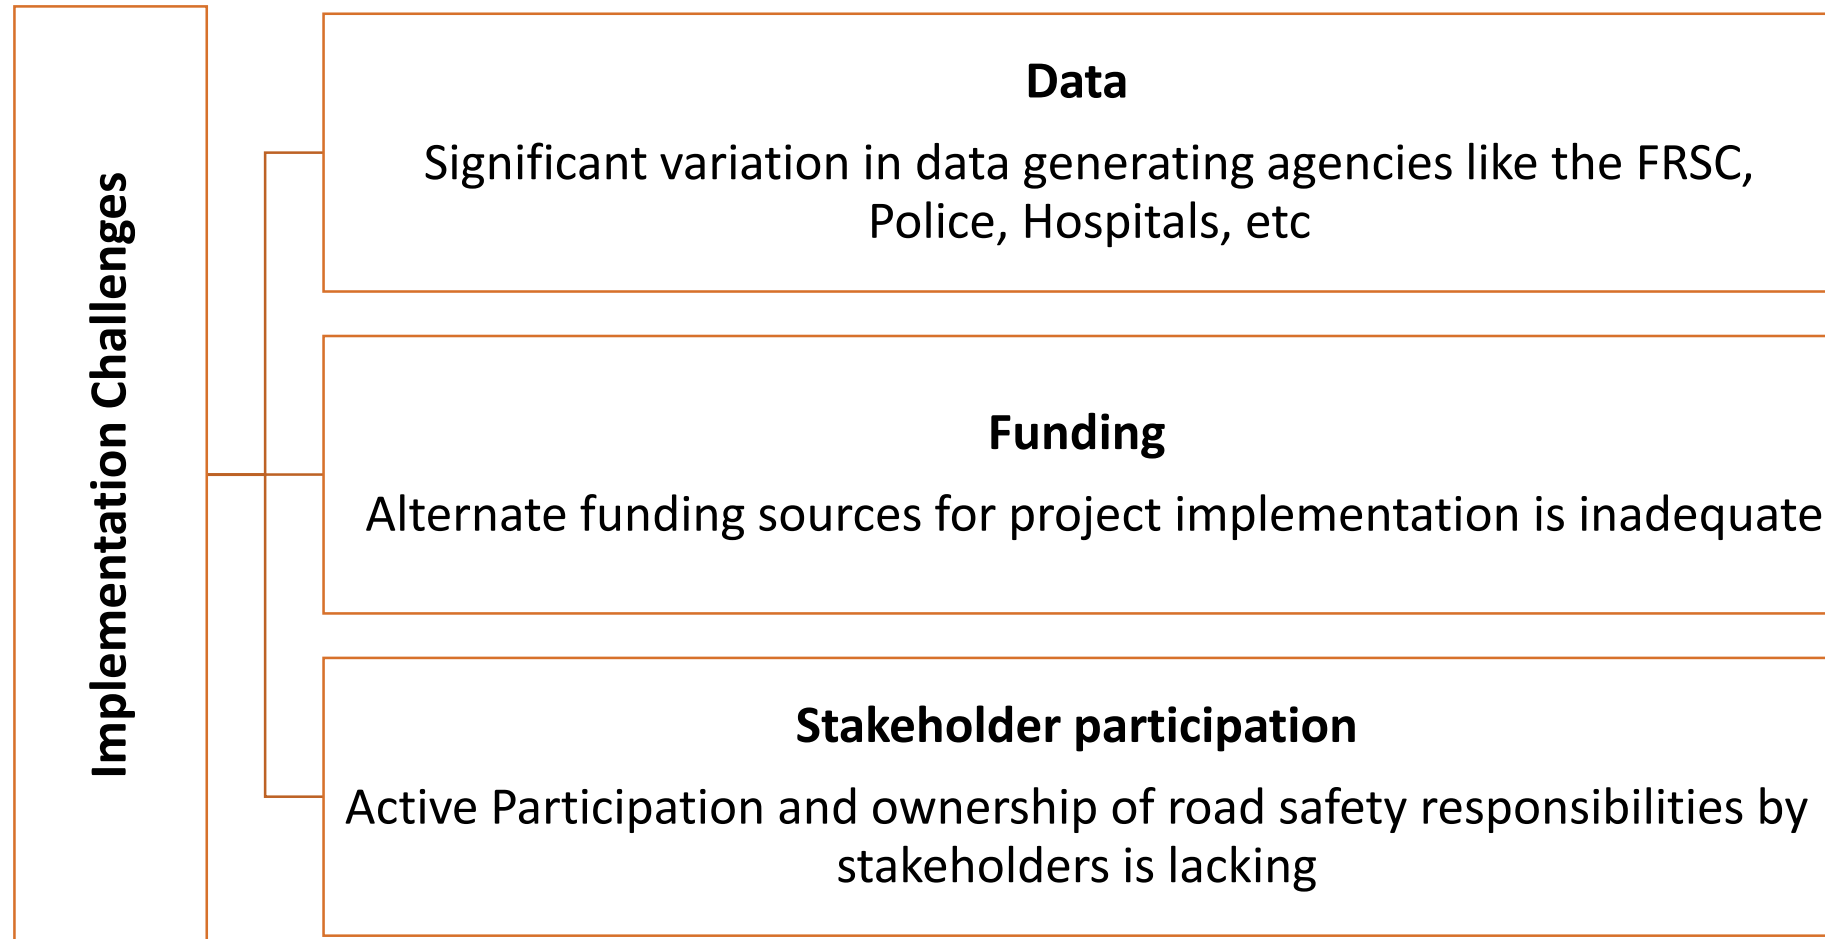 Implementation Challenges
Data
Significant variation in data generating agencies like the FRSC,
Police, Hospitals, etc
Funding
Alternate funding sources for project implementation is inadequate
Stakeholder participation
Active Participation and ownership of road safety responsibilities by
stakeholders is lacking